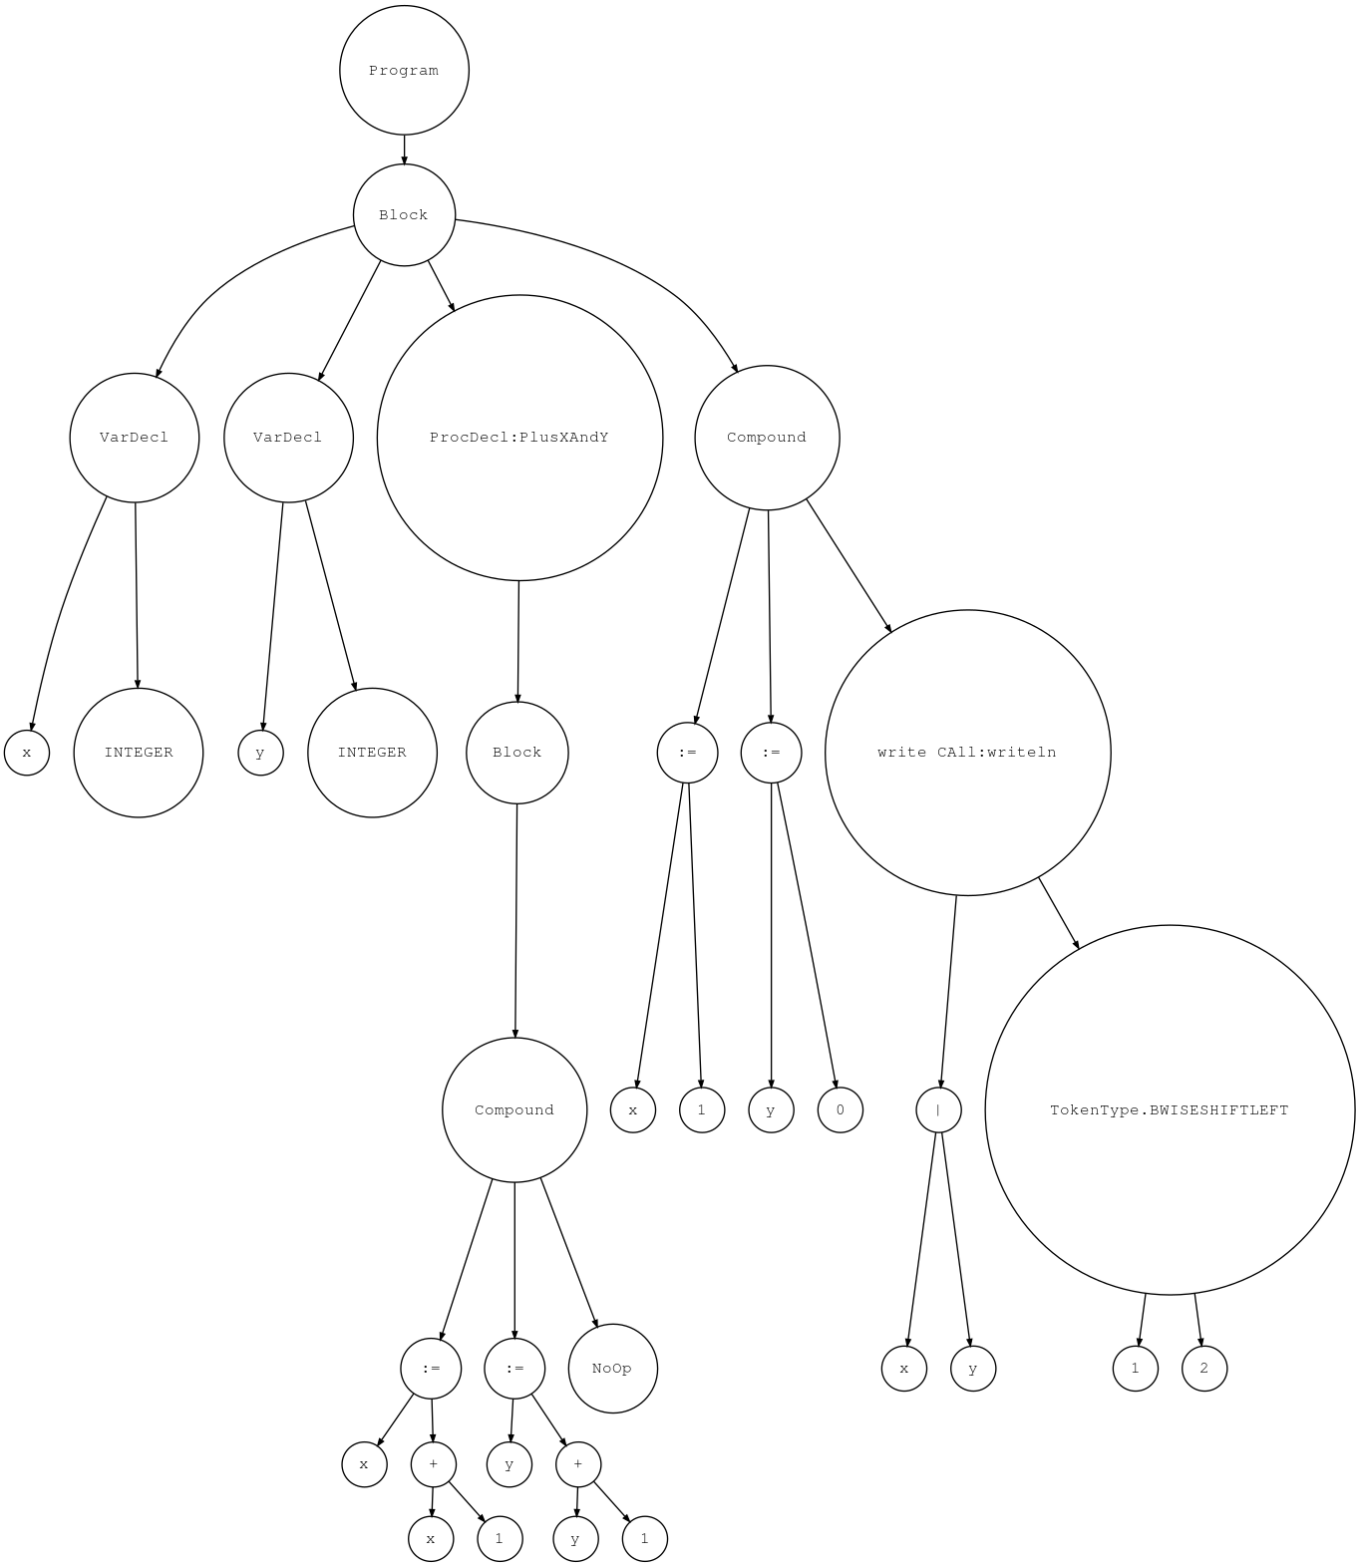 Program
Block
VarDecl
VarDecl
ProcDecl:PlusXAndY
Compound
x
INTEGER
y
INTEGER
Block
:=
:=
write CAll:writeln
Compound
x
1
y
0
|
TokenType.BWISESHIFTLEFT
:=
:=
NoOp
x
y
1
2
x
+
y
+
x
1
y
1